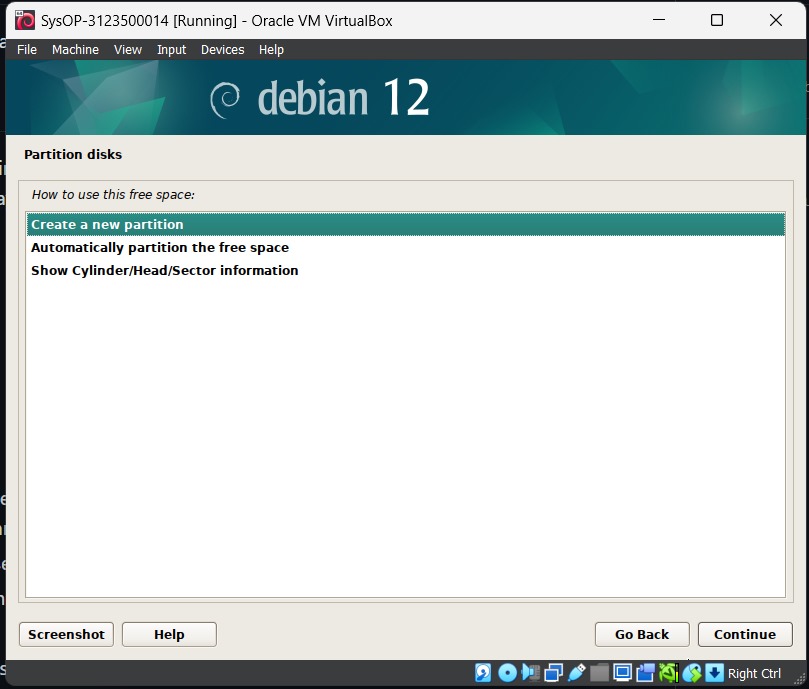 SysOP-3123500014 [Running] - Oracle VM VirtualBox
File Machine View Input Devices Help
debian 12
Partition disks
How to use this free space:
Create a new partition
Automatically partition the free space
Show Cylinder/Head/Sector information
Screenshot Help Go Back Continue
Right Ctrl